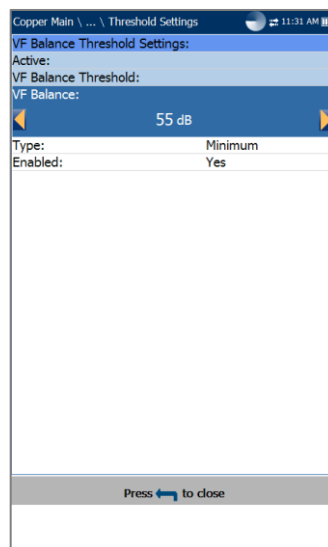 Copper Main \ ... \ Threshold Settings 11:31 AM
VF Balance Threshold Settings:
Active:
VF Balance Threshold:
VF Balance:
55 dB
Type: Minimum
Enabled: Yes
Press to close